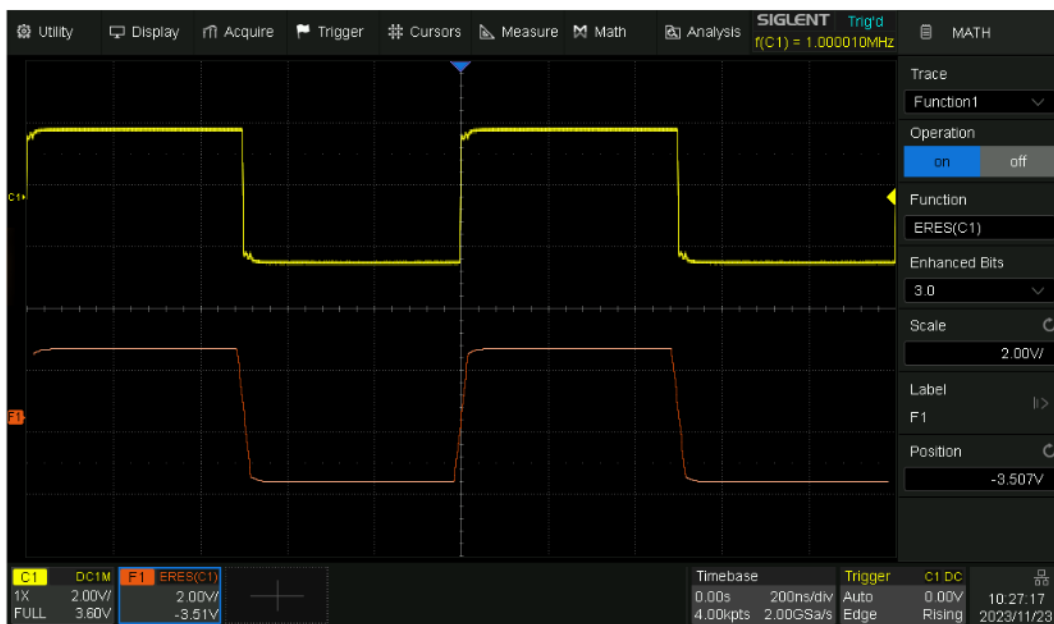 Utility Display Acquire Trigger Cursors Measure Math Analysis SIGLENT Trig'd MATH
f(C1) = 1.000010MHz
Trace
Function1
Operation
on off
Function
ERES(C1)
Enhanced Bits
3.0
Scale
2.00V/
Label
F1
Position
-3.507V
C1
F1
C1 DC1M
1X 2.00V/
FULL 3.60V
F1 ERES(C1)
2.00V/
-3.51V
Timebase
0.00s 200ns/div
4.00kpts 2.00GSa/s
Trigger C1 DC
Auto 0.00V
Edge Rising
10:27:17
2023/11/23